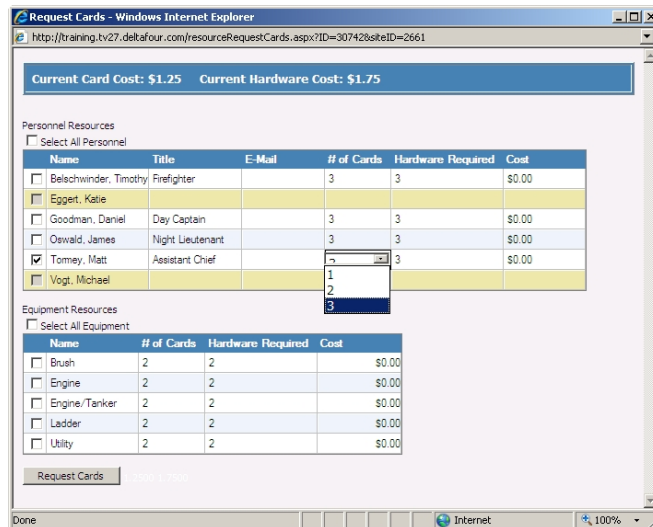 Request Cards - Windows Internet Explorer
http://training.tv27.deltafour.com/resourceRequestCards.aspx?ID=30742&siteID=2661
Current Card Cost: $1.25 Current Hardware Cost: $1.75
Personnel Resources
Select All Personnel
Name Title E-Mail # of Cards Hardware Required Cost
Belschwinder, Timothy Firefighter 3 3 $0.00
Eggert, Katie
Goodman, Daniel Day Captain 3 3 $0.00
Oswald, James Night Lieutenant 3 3 $0.00
Tormey, Matt Assistant Chief 3 $0.00
1
Vogt, Michael
2
3
Equipment Resources
Select All Equipment
Name # of Cards Hardware Required Cost
Brush 2 2 $0.00
Engine 2 2 $0.00
Engine/Tanker 2 2 $0.00
Ladder 2 2 $0.00
Utility 2 2 $0.00
Request Cards
Done Internet 100%